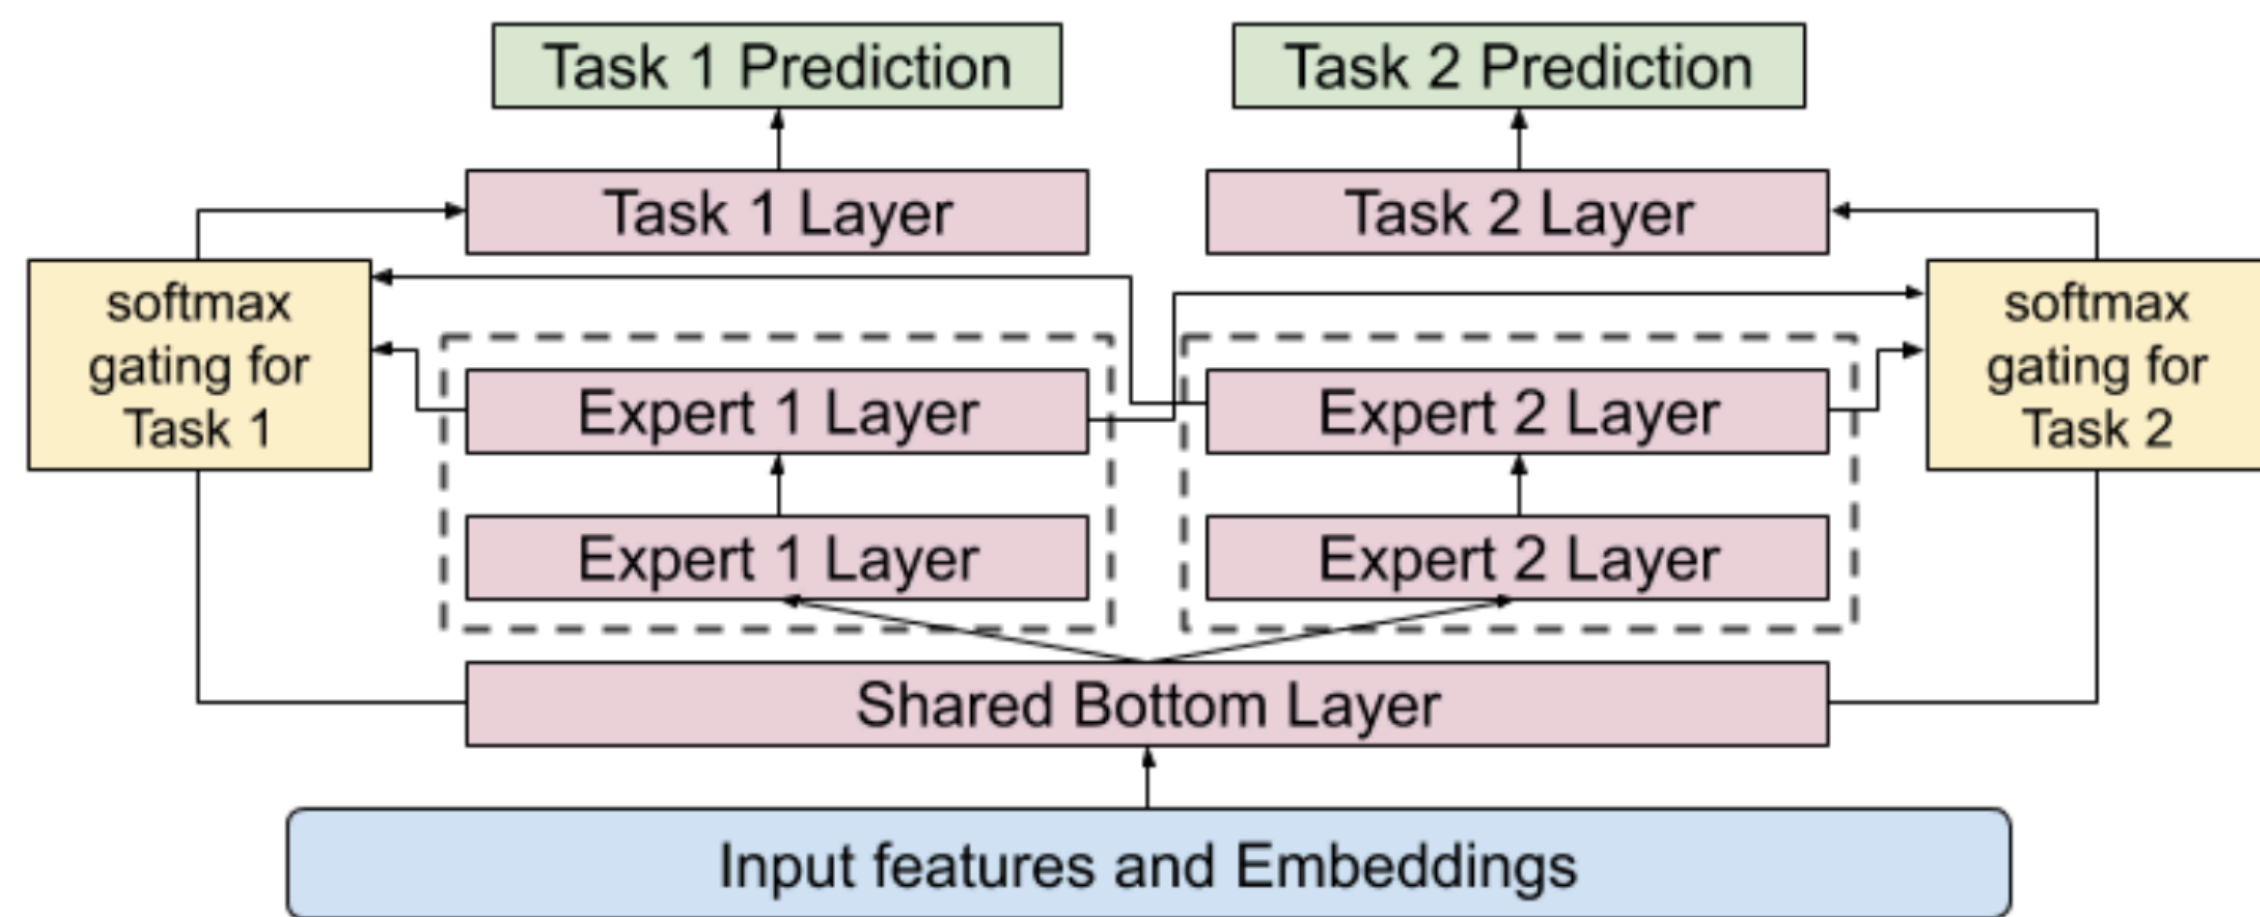 Task 1 Prediction
Task 2 Prediction
Task 1 Layer
Task 2 Layer
softmax
gating for
Task 1
softmax
gating for
Task 2
Expert 1 Layer
Expert 2 Layer
Expert 1 Layer
Expert 2 Layer
Shared Bottom Layer
Input features and Embeddings